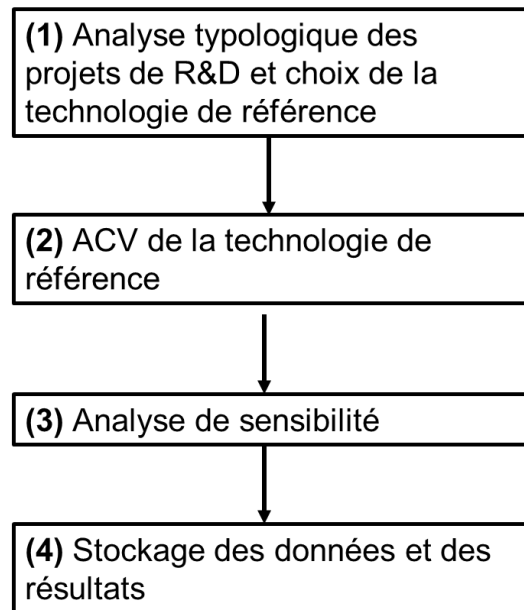 (1) Analyse typologique des
projets de R&D et choix de la
technologie de référence
(2) ACV de la technologie de
référence
(3) Analyse de sensibilité
(4) Stockage des données et des
résultats